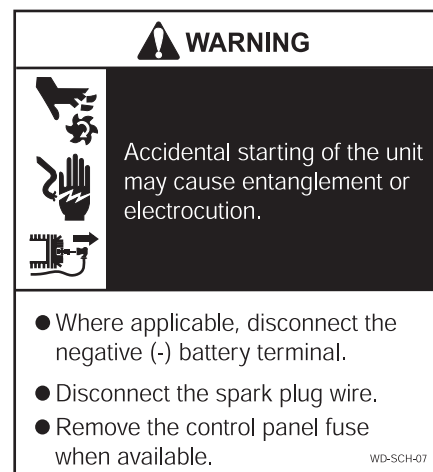 WARNING
Accidental starting of the unit
may cause entanglement or
electrocution.
● Where applicable, disconnect the
negative (-) battery terminal.
● Disconnect the spark plug wire.
● Remove the control panel fuse
when available.
WD-SCH-07